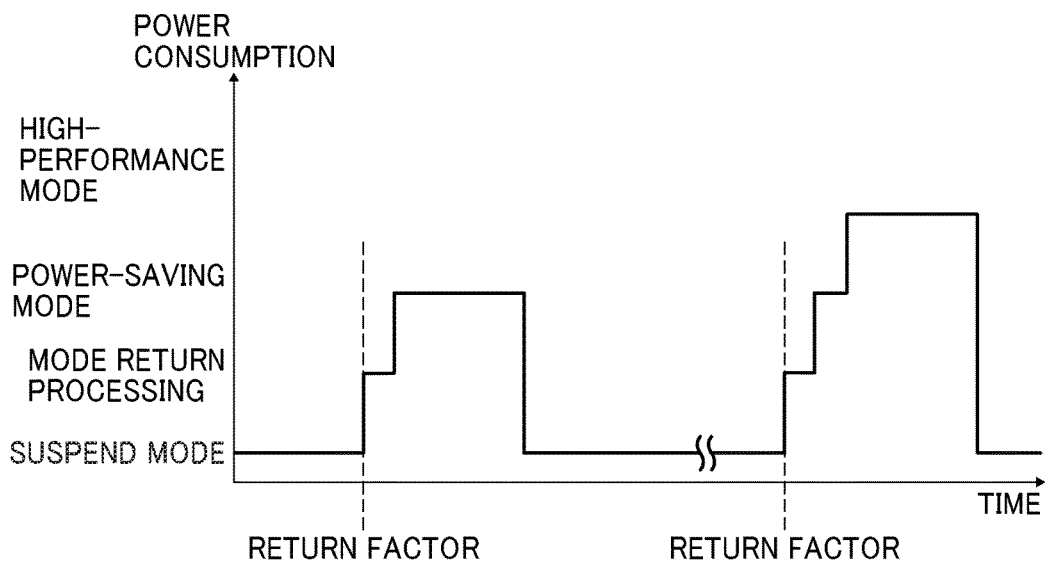 POWER
CONSUMPTION
HIGH-
PERFORMANCE
MODE
POWER-SAVING
MODE
MODE RETURN
PROCESSING
SUSPEND MODE
TIME
RETURN FACTOR
RETURN FACTOR